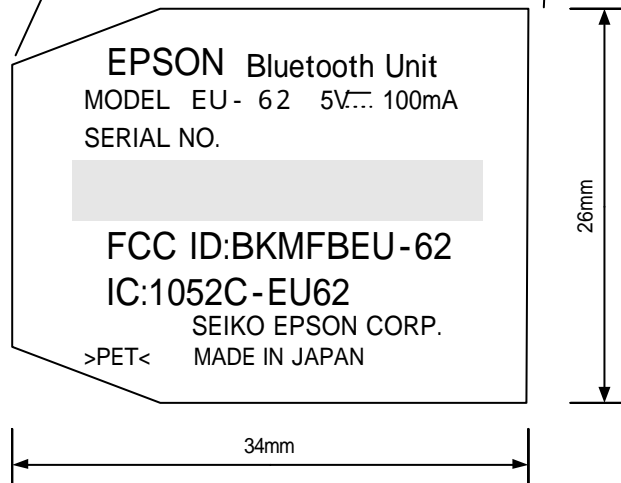 EPSON Bluetooth Unit
MODEL EU- 62 5V⎓ 100mA
SERIAL NO.
FCC ID:BKMFBEU-62
IC:1052C-EU62
SEIKO EPSON CORP.
>PET< MADE IN JAPAN
26mm
34mm